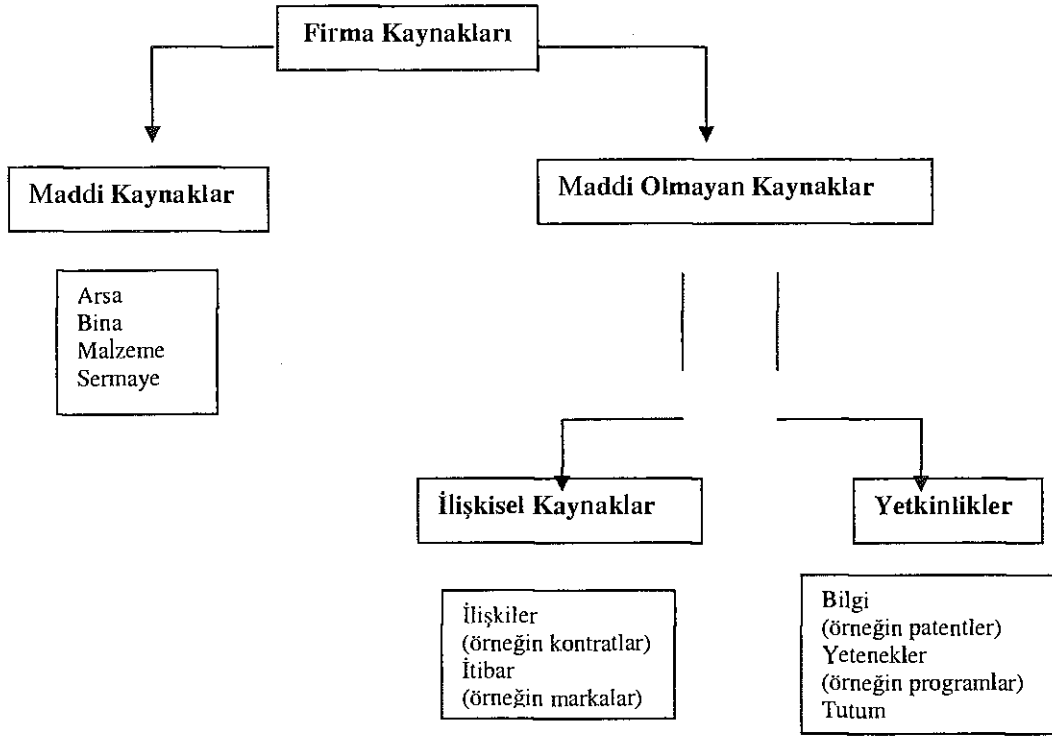 Firma Kaynakları
Maddi Kaynaklar
Maddi Olmayan Kaynaklar
Arsa
Bina
Malzeme
Sermaye
İlişkisel Kaynaklar
Yetkinlikler
İlişkiler
(örneğin kontratlar)
İtibar
(örneğin markalar)
Bilgi
(örneğin patentler)
Yetenekler
(örneğin programlar)
Tutum